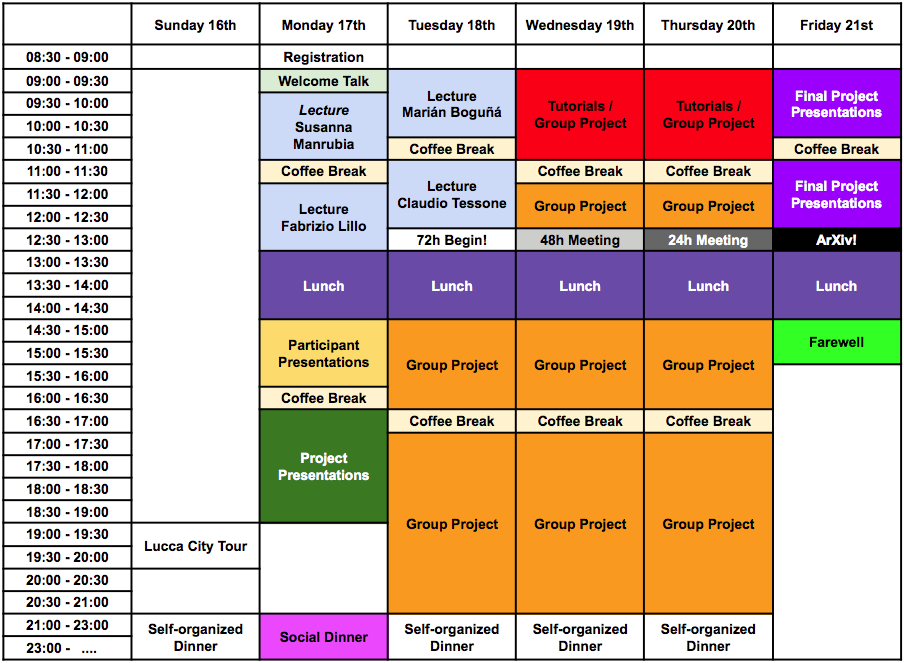 Sunday 16th Monday 17th Tuesday 18th Wednesday 19th Thursday 20th Friday 21st
08:30 - 09:00 Registration
09:00 - 09:30 Welcome Talk
09:30 - 10:00 Lecture Lecture Tutorials / Tutorials / Final Project
10:00 - 10:30 Susanna Marián Boguñá Group Project Group Project Presentations
Manrubia
10:30 - 11:00 Coffee Break Coffee Break
11:00 - 11:30 Coffee Break Coffee Break Coffee Break
11:30 - 12:00 Lecture Lecture Group Project Group Project Final Project
12:00 - 12:30 Fabrizio Lillo Claudio Tessone Presentations
12:30 - 13:00 72h Begin! 48h Meeting 24h Meeting ArXiv!
13:00 - 13:30
13:30 - 14:00 Lunch Lunch Lunch Lunch Lunch
14:00 - 14:30
14:30 - 15:00 Participant Farewell
15:00 - 15:30 Presentations Group Project Group Project Group Project
15:30 - 16:00
16:00 - 16:30 Coffee Break
16:30 - 17:00 Coffee Break Coffee Break Coffee Break
17:00 - 17:30 Project
17:30 - 18:00 Presentations
18:00 - 18:30
18:30 - 19:00 Group Project Group Project Group Project
19:00 - 19:30 Lucca City Tour
19:30 - 20:00
20:00 - 20:30
20:30 - 21:00
21:00 - 23:00 Self-organized Social Dinner Self-organized Self-organized Self-organized
23:00 - .... Dinner Dinner Dinner Dinner